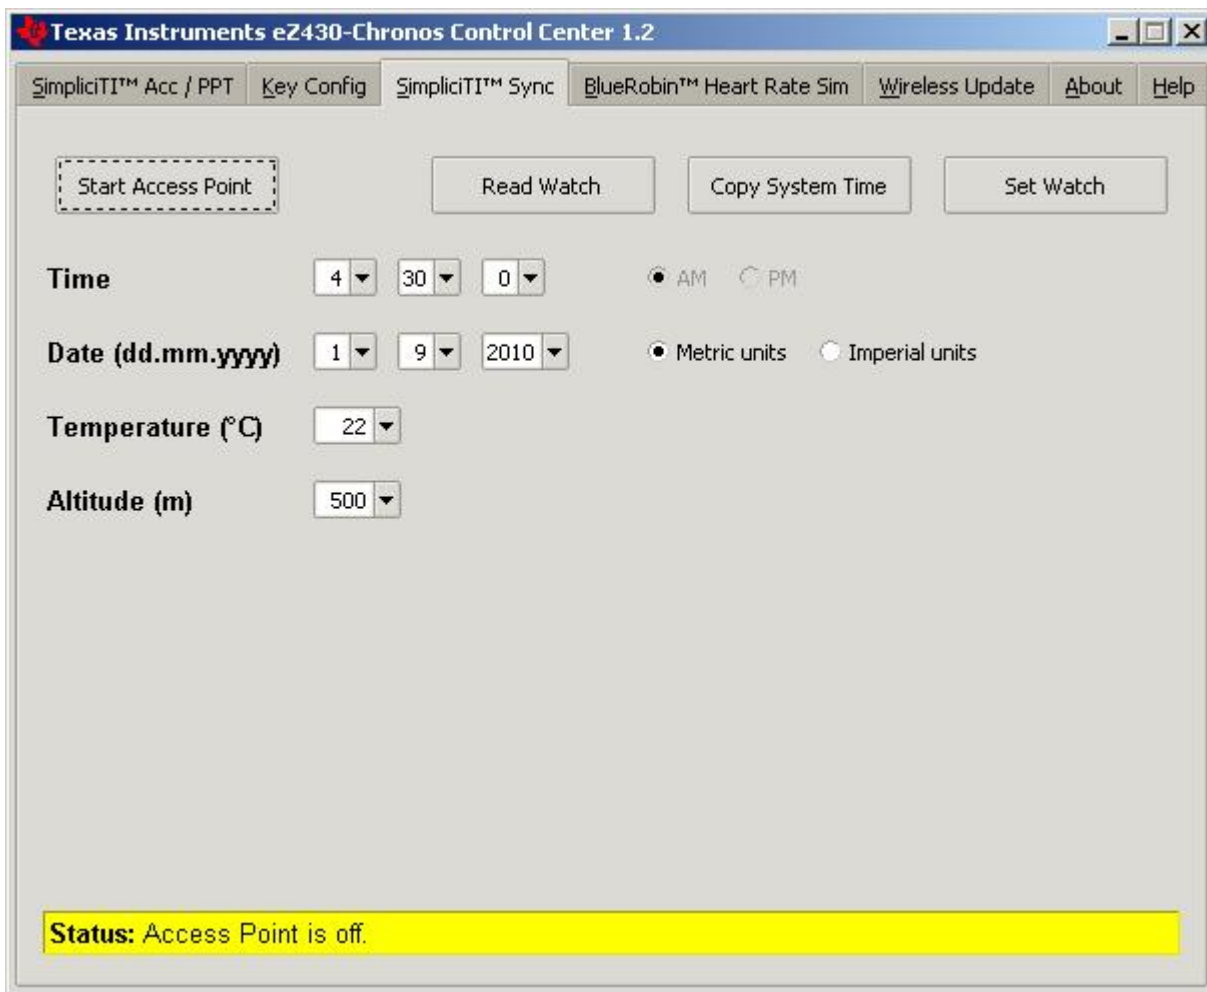 Texas Instruments eZ430-Chronos Control Center 1.2
SimpliciTI™ Acc / PPT Key Config SimpliciTI™ Sync BlueRobin™ Heart Rate Sim Wireless Update About Help
Start Access Point Read Watch Copy System Time Set Watch
Time 4 30 0 AM PM
Date (dd.mm.yyyy) 1 9 2010 Metric units Imperial units
Temperature (°C) 22
Altitude (m) 500
Status: Access Point is off.